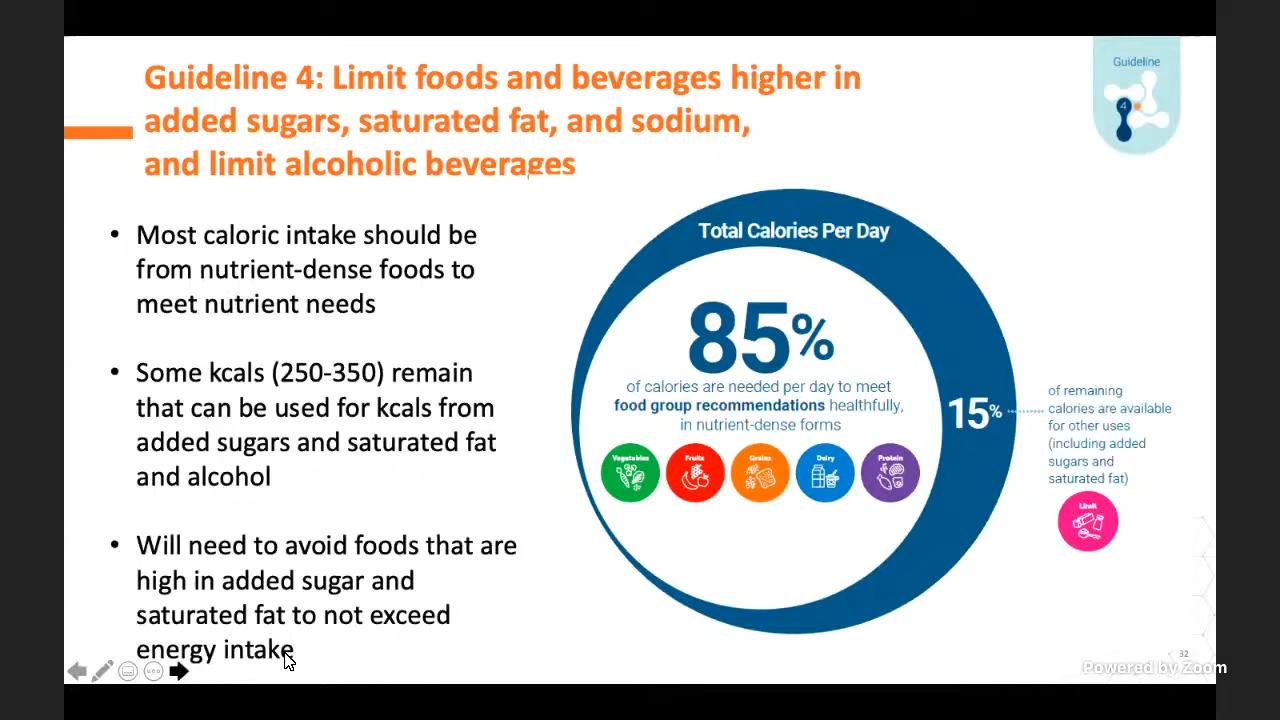 Guideline 4: Limit foods and beverages higher in
added sugars, saturated fat, and sodium,
and limit alcoholic beverages
Guideline
4
• Most caloric intake should be
from nutrient-dense foods to
meet nutrient needs
• Some kcals (250-350) remain
that can be used for kcals from
added sugars and saturated fat
and alcohol
• Will need to avoid foods that are
high in added sugar and
saturated fat to not exceed
energy intake
Total Calories Per Day
85%
of calories are needed per day to meet
food group recommendations healthfully,
in nutrient-dense forms
Vegetables
Fruits
Grains
Dairy
Protein
15%
of remaining
calories are available
for other uses
(including added
sugars and
saturated fat)
Limit
32
Powered by Zoom